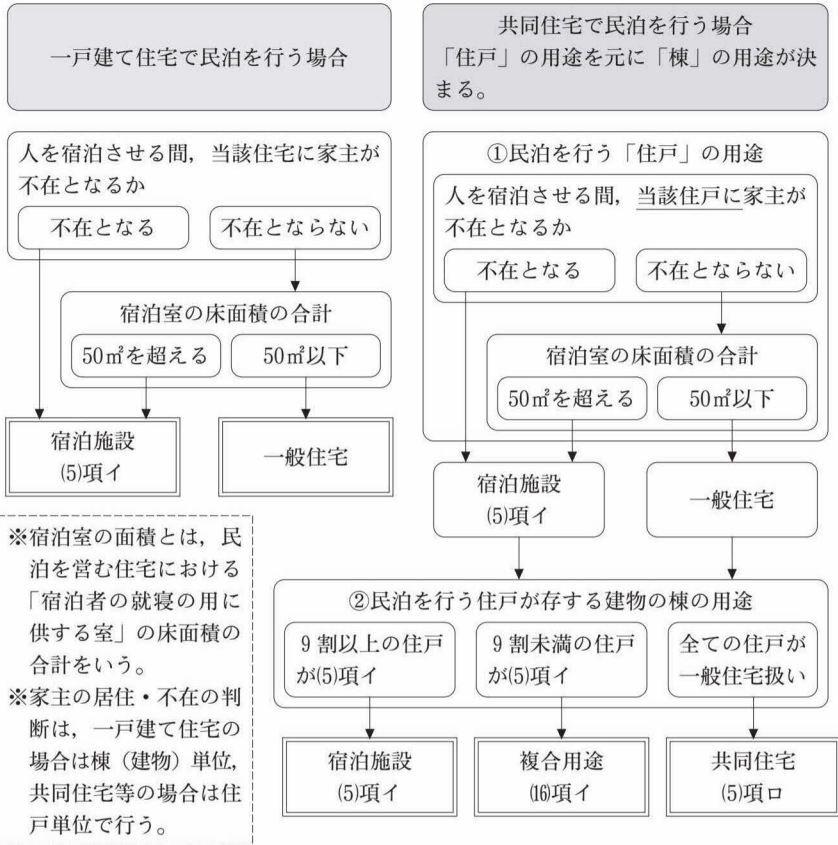 一戸建て住宅で民泊を行う場合
人を宿泊させる間，当該住宅に家主が
不在となるか
不在となる
不在とならない
宿泊室の床面積の合計
50㎡を超える
50㎡以下
宿泊施設
(5)項イ
一般住宅
※宿泊室の面積とは，民
泊を営む住宅における
「宿泊者の就寝の用に
供する室」の床面積の
合計をいう。
※家主の居住・不在の判
断は，一戸建て住宅の
場合は棟（建物）単位，
共同住宅等の場合は住
戸単位で行う。
共同住宅で民泊を行う場合
「住戸」の用途を元に「棟」の用途が決
まる。
①民泊を行う「住戸」の用途
人を宿泊させる間，当該住戸に家主が
不在となるか
不在となる
不在とならない
宿泊室の床面積の合計
50㎡を超える
50㎡以下
宿泊施設
(5)項イ
一般住宅
②民泊を行う住戸が存する建物の棟の用途
9割以上の住戸
が(5)項イ
9割未満の住戸
が(5)項イ
全ての住戸が
一般住宅扱い
宿泊施設
(5)項イ
複合用途
(16)項イ
共同住宅
(5)項ロ